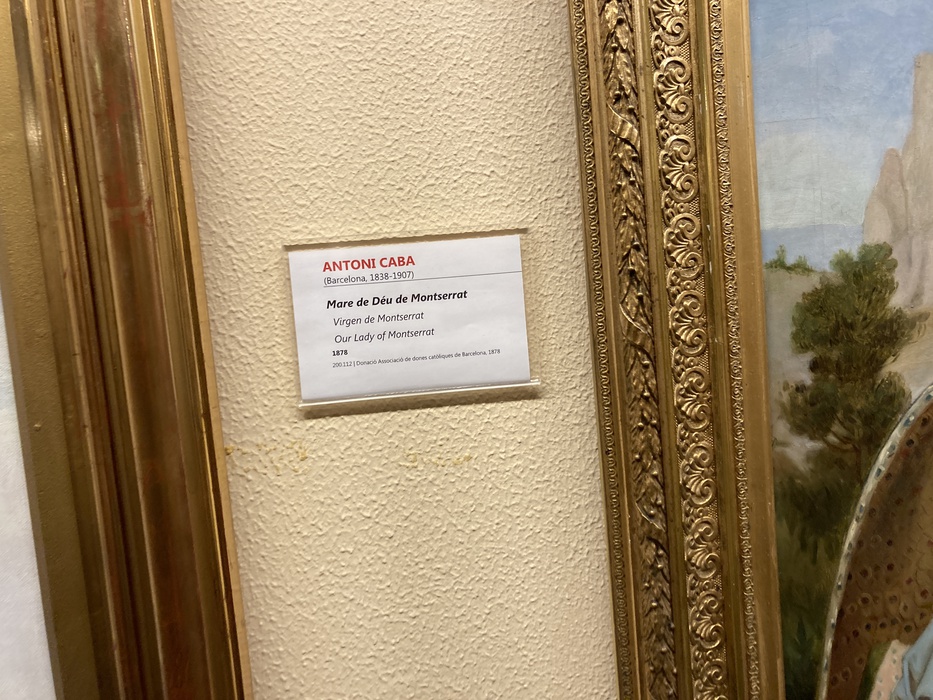 ANTONI CABA
(Barcelona, 1838-1907)
Mare de Déu de Montserrat
Virgen de Montserrat
Our Lady of Montserrat
1878
200.112 | Donació Associació de dones catòliques de Barcelona, 1878